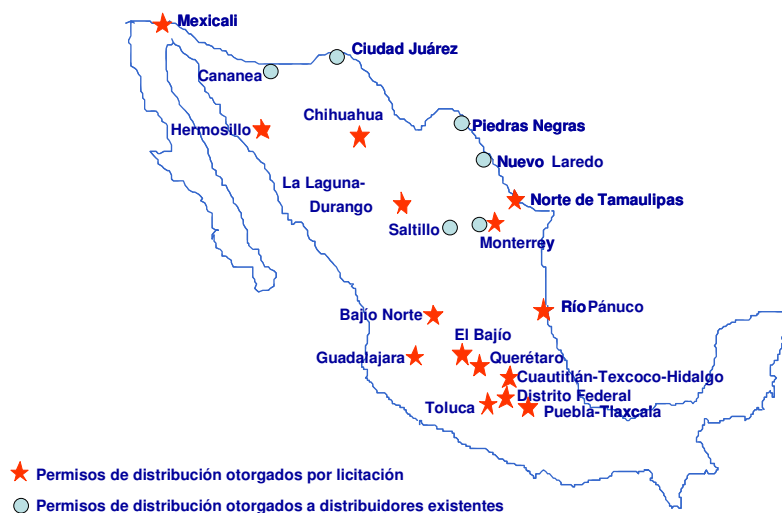 Mexicali
Ciudad Juárez
Cananea
Chihuahua
Hermosillo
Piedras Negras
Nuevo Laredo
La Laguna-
Durango
Norte de Tamaulipas
Saltillo
Monterrey
Bajío Norte
Río Pánuco
El Bajío
Guadalajara
Querétaro
Cuautitlán-Texcoco-Hidalgo
Distrito Federal
Toluca
Puebla-Tlaxcala
Permisos de distribución otorgados por licitación
Permisos de distribución otorgados a distribuidores existentes